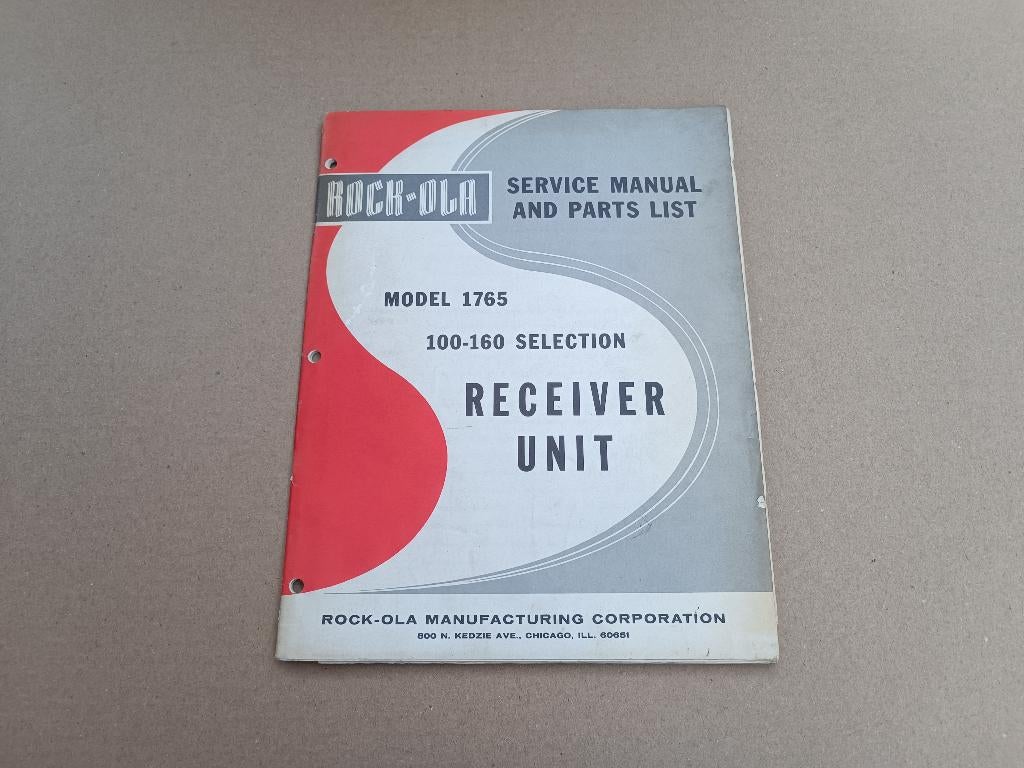 ROCK-OLA
SERVICE MANUAL
AND PARTS LIST
MODEL 1765
100-160 SELECTION
RECEIVER
UNIT
ROCK-OLA MANUFACTURING CORPORATION
800 N. KEDZIE AVE., CHICAGO, ILL. 60651